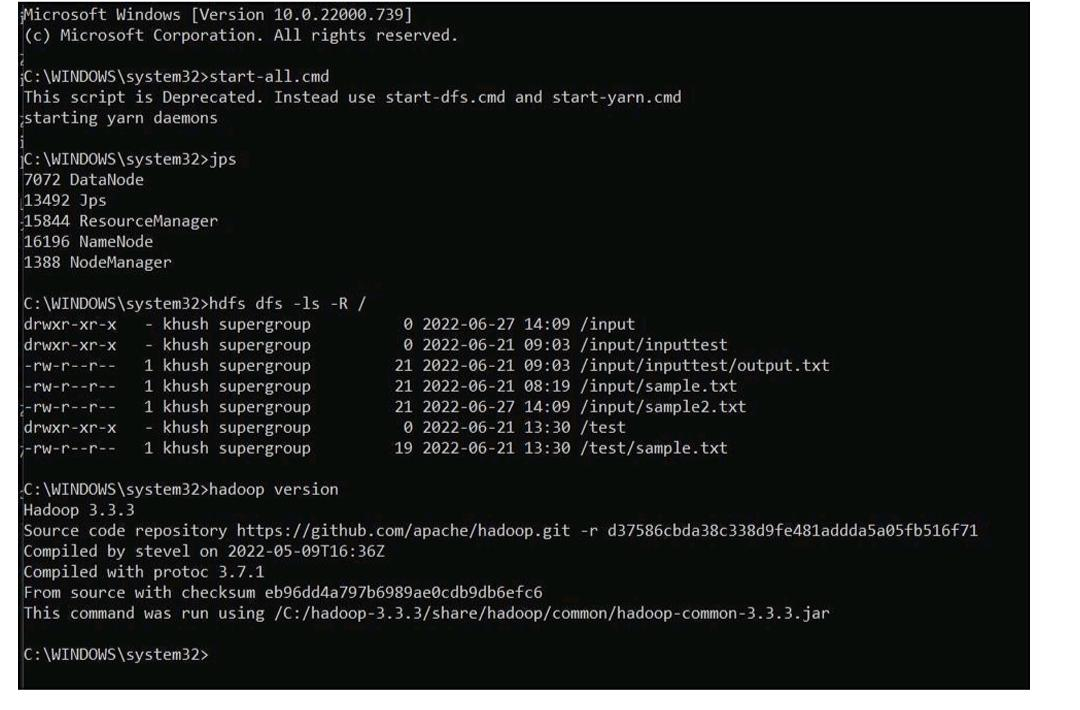 Microsoft Windows [Version 10.0.22000.739]
(c) Microsoft Corporation. All rights reserved.
C:\WINDOWS\system32>start-all.cmd
This script is Deprecated. Instead use start-dfs.cmd and start-yarn.cmd
starting yarn daemons
C:\WINDOWS\system32>jps
7072 DataNode
13492 Jps
15844 ResourceManager
16196 NameNode
1388 NodeManager
C:\WINDOWS\system32>hdfs dfs -ls -R /
drwxr-xr-x   - khush supergroup          0 2022-06-27 14:09 /input
drwxr-xr-x   - khush supergroup          0 2022-06-21 09:03 /input/inputtest
-rw-r--r--   1 khush supergroup         21 2022-06-21 09:03 /input/inputtest/output.txt
-rw-r--r--   1 khush supergroup         21 2022-06-21 08:19 /input/sample.txt
-rw-r--r--   1 khush supergroup         21 2022-06-27 14:09 /input/sample2.txt
drwxr-xr-x   - khush supergroup          0 2022-06-21 13:30 /test
-rw-r--r--   1 khush supergroup         19 2022-06-21 13:30 /test/sample.txt
C:\WINDOWS\system32>hadoop version
Hadoop 3.3.3
Source code repository https://github.com/apache/hadoop.git -r d37586cbda38c338d9fe481addda5a05fb516f71
Compiled by stevel on 2022-05-09T16:36Z
Compiled with protoc 3.7.1
From source with checksum eb96dd4a797b6989ae0cdb9db6efc6
This command was run using /C:/hadoop-3.3.3/share/hadoop/common/hadoop-common-3.3.3.jar
C:\WINDOWS\system32>